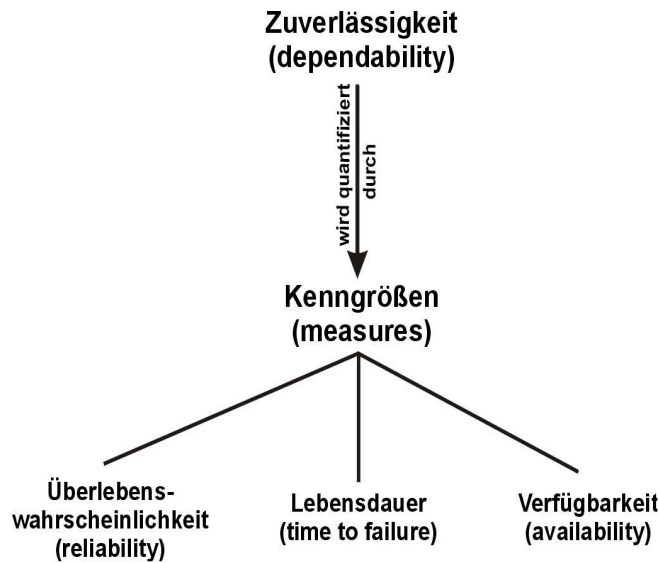 Zuverlässigkeit
(dependability)
wird quantifiziert
durch
Kenngrößen
(measures)
Überlebens-
wahrscheinlichkeit
(reliability)
Lebensdauer
(time to failure)
Verfügbarkeit
(availability)